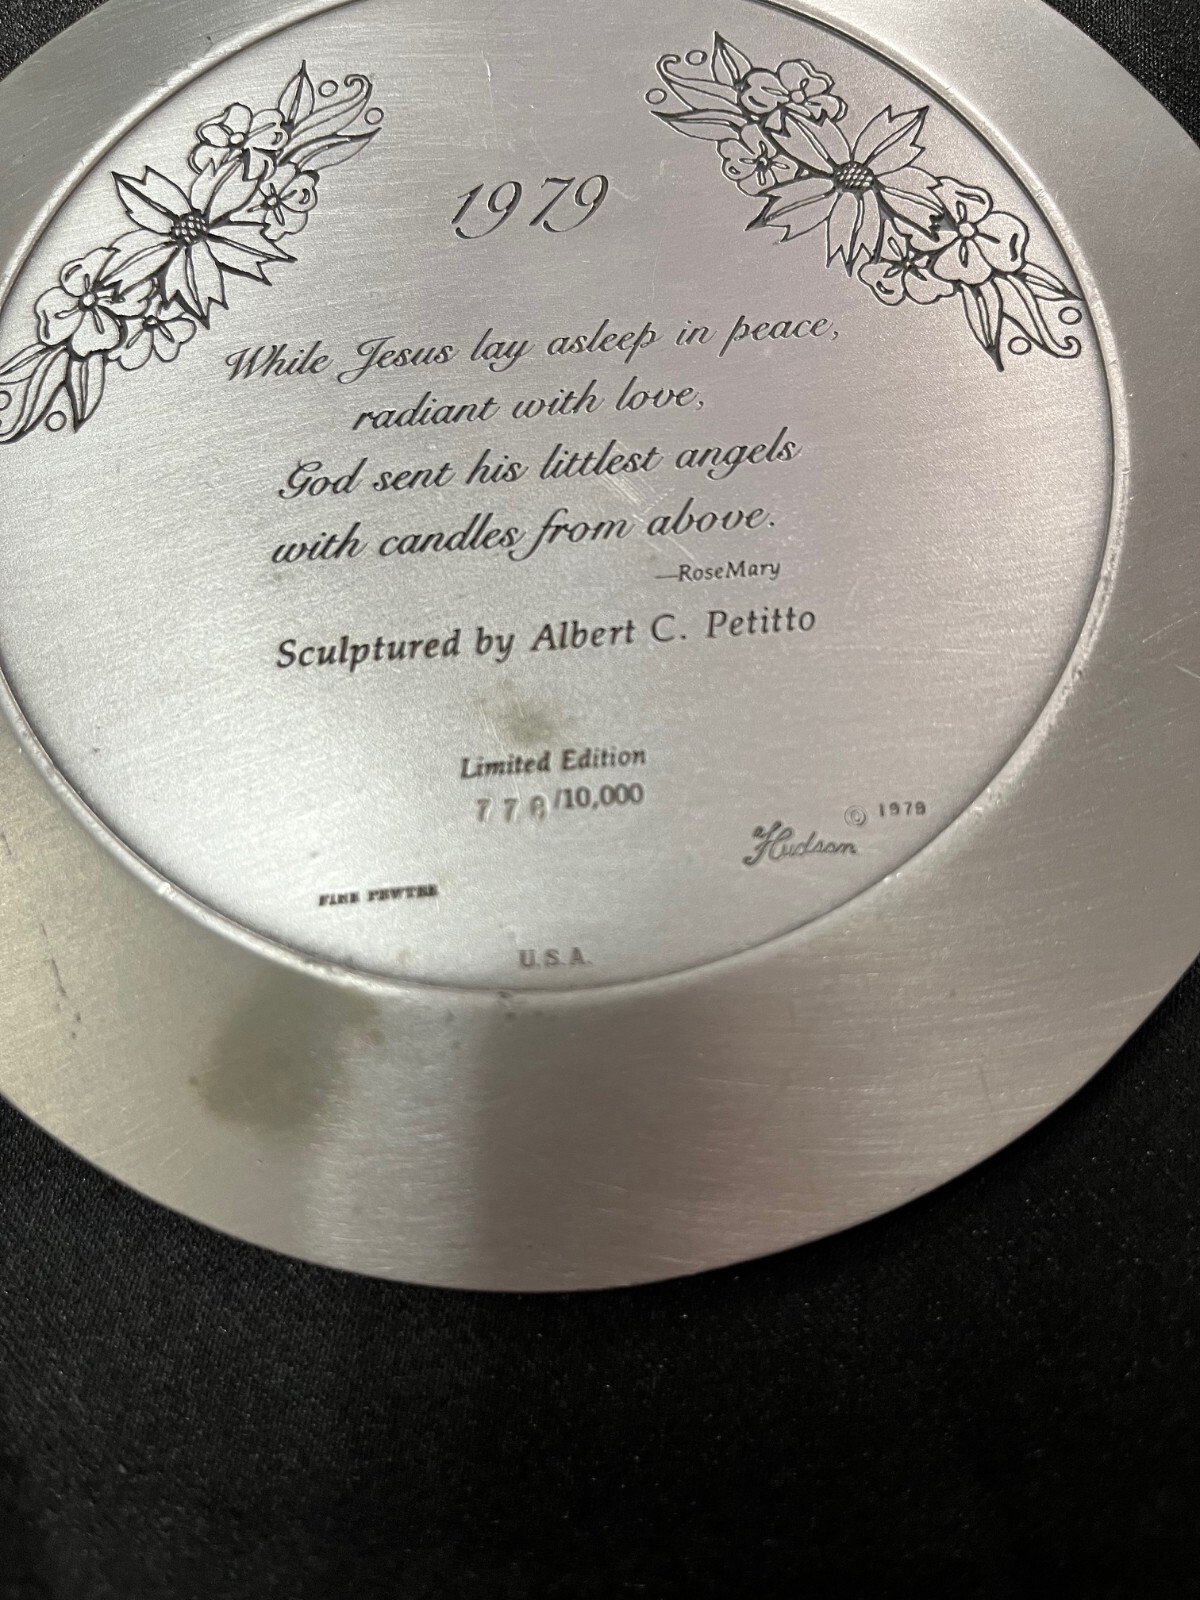 1979
While Jesus lay asleep in peace,
radiant with love,
God sent his littlest angels
with candles from above.
—RoseMary
Sculptured by Albert C. Petitto
Limited Edition
778/10,000
© 1979
Hudson
FINE PEWTER
U.S.A.